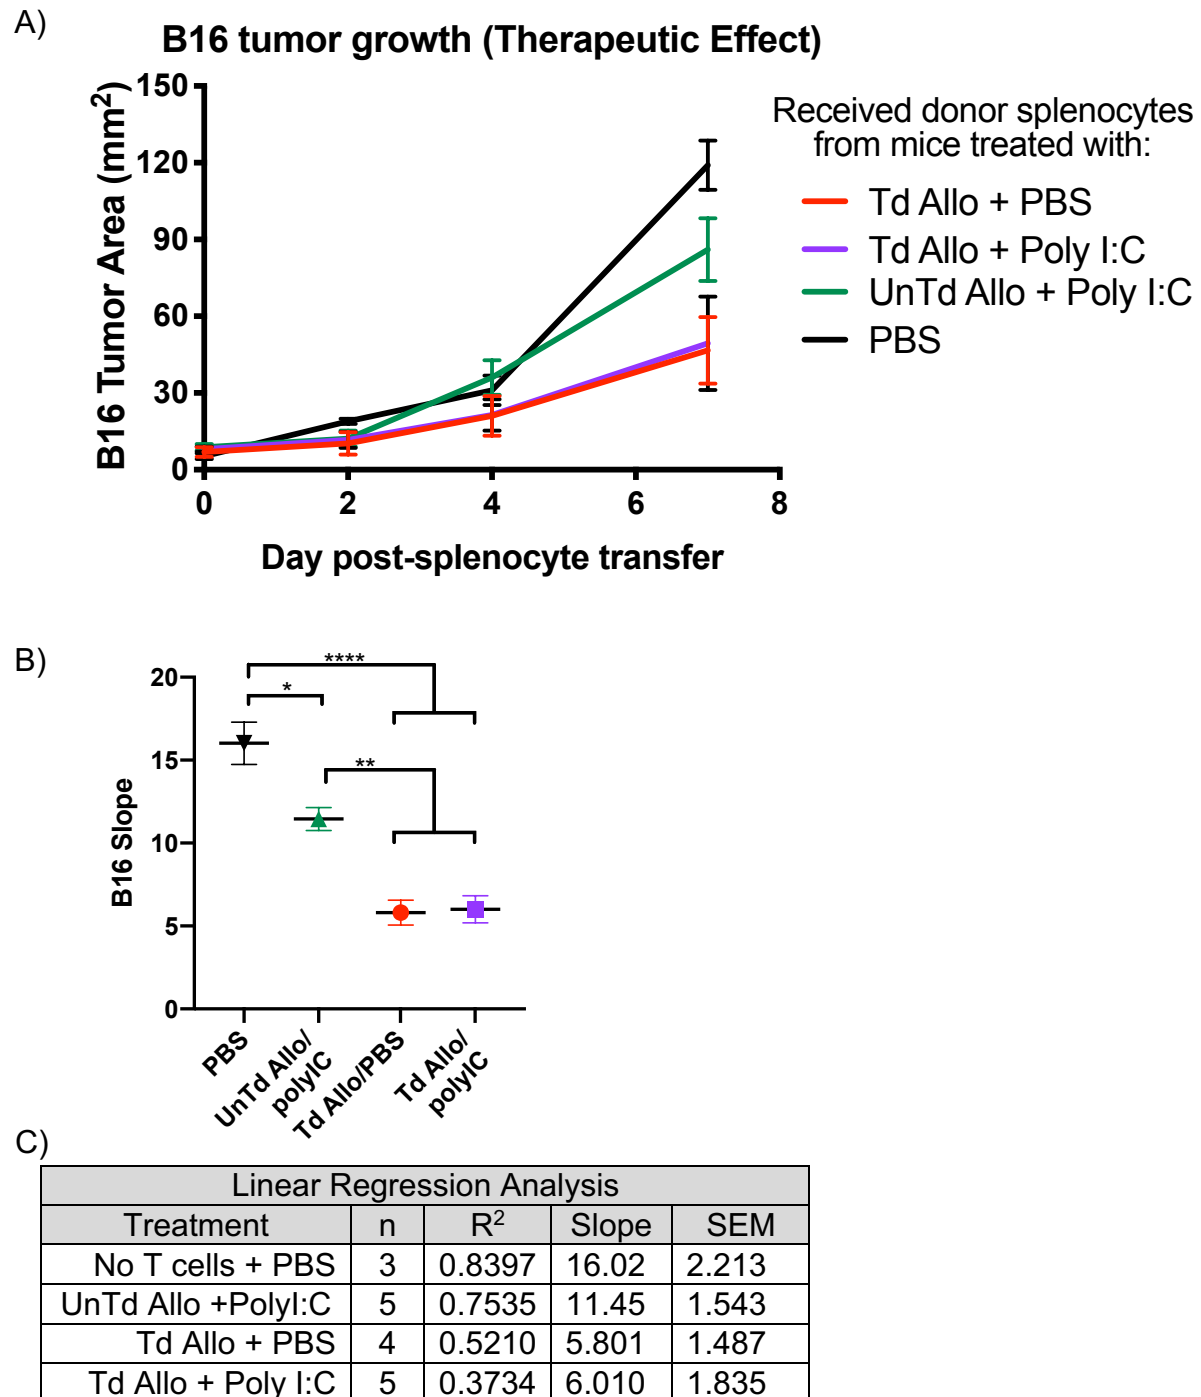 A)
B16 tumor growth (Therapeutic Effect)
B16 Tumor Area (mm²)
150
120
90
60
30
0
0 2 4 6 8
Day post-splenocyte transfer
Received donor splenocytes
from mice treated with:
Td Allo + PBS
Td Allo + Poly I:C
UnTd Allo + Poly I:C
PBS
B)
B16 Slope
20
15
10
5
0
****
*
**
PBS
UnTd Allo/
polyIC
Td Allo/PBS
Td Allo/
polyIC
C)
Linear Regression Analysis
Treatment n R² Slope SEM
No T cells + PBS 3 0.8397 16.02 2.213
UnTd Allo +PolyI:C 5 0.7535 11.45 1.543
Td Allo + PBS 4 0.5210 5.801 1.487
Td Allo + Poly I:C 5 0.3734 6.010 1.835